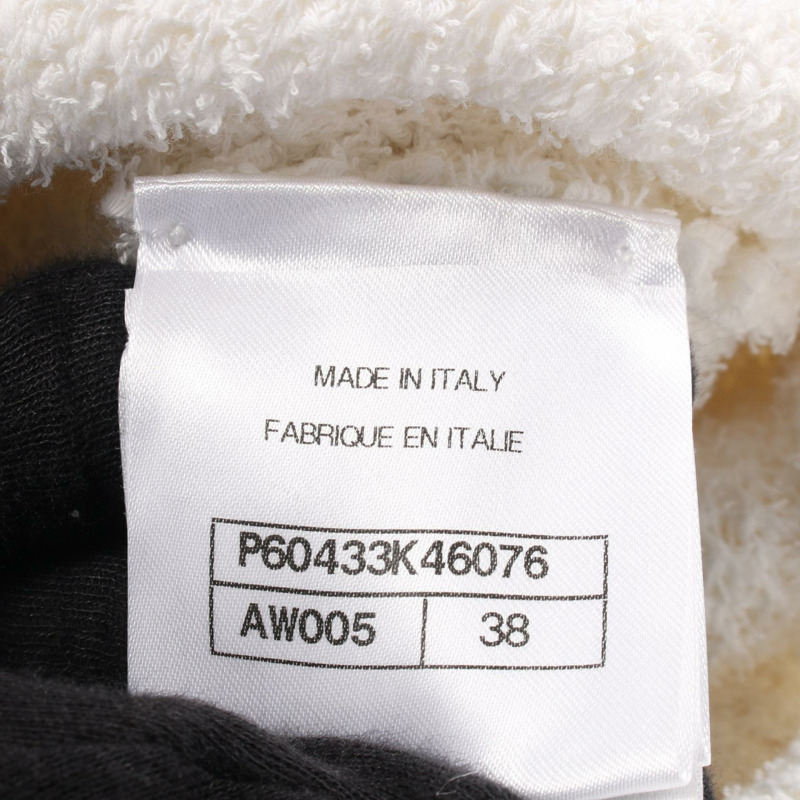 MADE IN ITALY
FABRIQUE EN ITALIE
P60433K46076
AW005 38